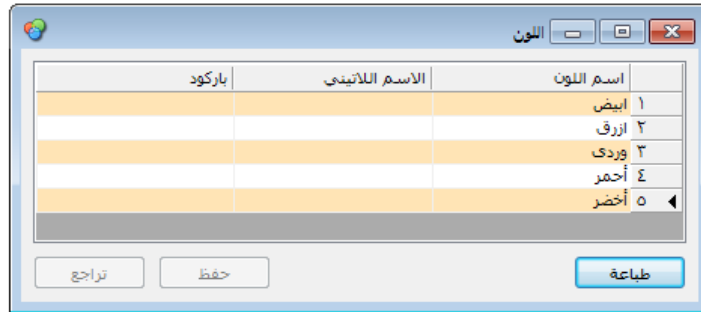 اللون
اسم اللون الاسم اللاتيني باركود
١ ابيض
٢ ازرق
٣ وردى
٤ أحمر
٥ أخضر
طباعة حفظ تراجع